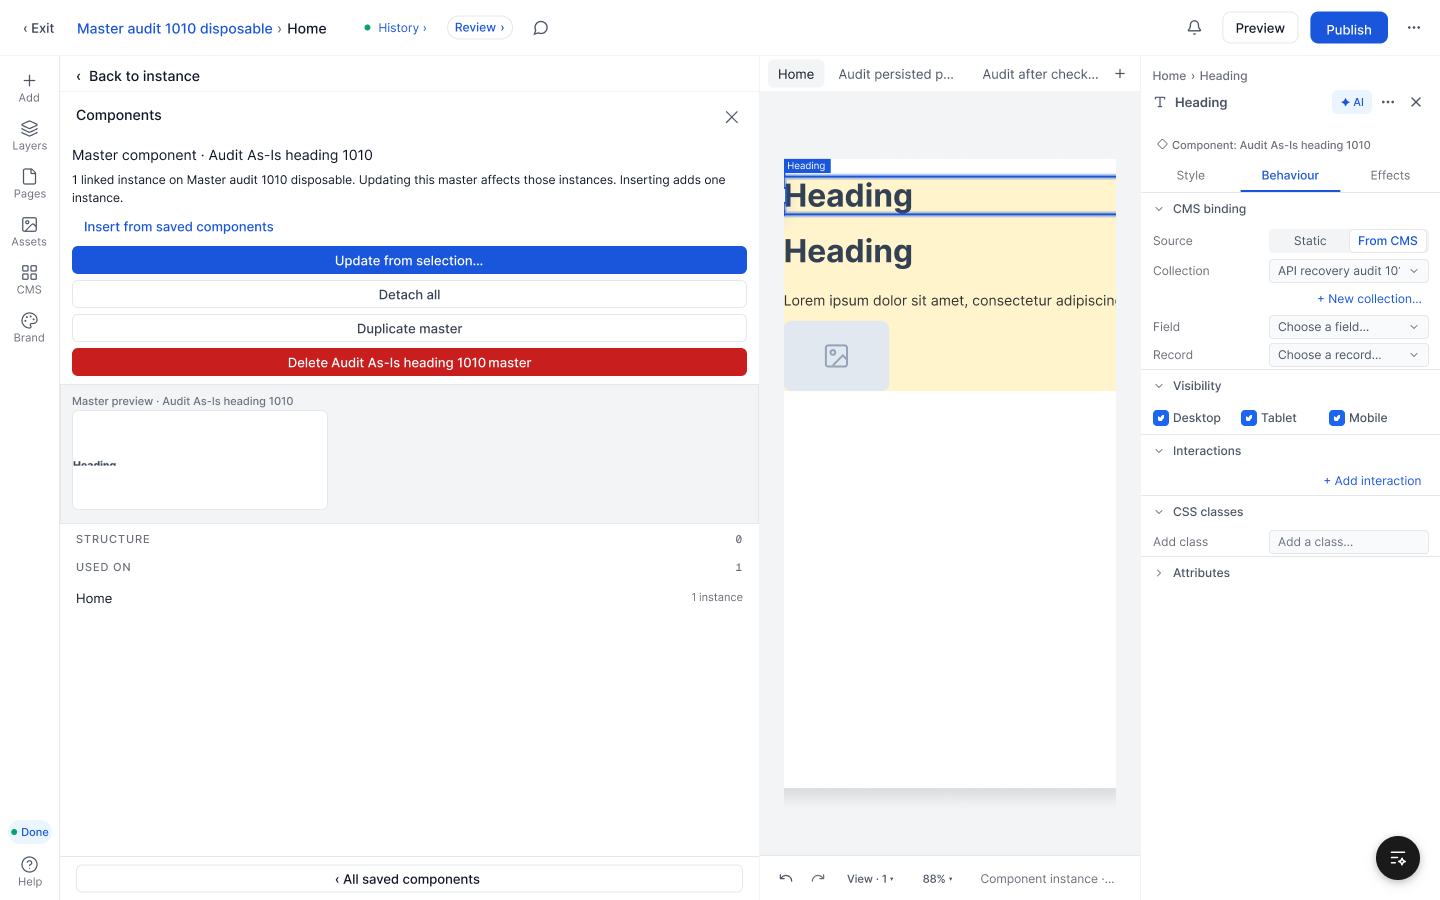 ‹ Exit
Master audit 1010 disposable › Home
History ›
Review ›
Preview
Publish
Add
Layers
Pages
Assets
CMS
Brand
Done
Help
‹ Back to instance
Components
Master component · Audit As-Is heading 1010
1 linked instance on Master audit 1010 disposable. Updating this master affects those instances. Inserting adds one
instance.
Insert from saved components
Update from selection...
Detach all
Duplicate master
Delete Audit As-Is heading 1010 master
Master preview · Audit As-Is heading 1010
Heading
STRUCTURE 0
USED ON 1
Home 1 instance
‹ All saved components
Home
Audit persisted p...
Audit after check...
Heading
Heading
Heading
Lorem ipsum dolor sit amet, consectetur adipiscing
View · 1
88%
Component instance ·...
Home › Heading
Heading
AI
Component: Audit As-Is heading 1010
Style
Behaviour
Effects
CMS binding
Source
Static
From CMS
Collection
API recovery audit 101
+ New collection...
Field
Choose a field...
Record
Choose a record...
Visibility
Desktop
Tablet
Mobile
Interactions
+ Add interaction
CSS classes
Add class
Add a class...
Attributes